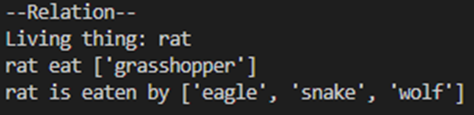 --Relation--
Living thing: rat
rat eat ['grasshopper']
rat is eaten by ['eagle', 'snake', 'wolf']